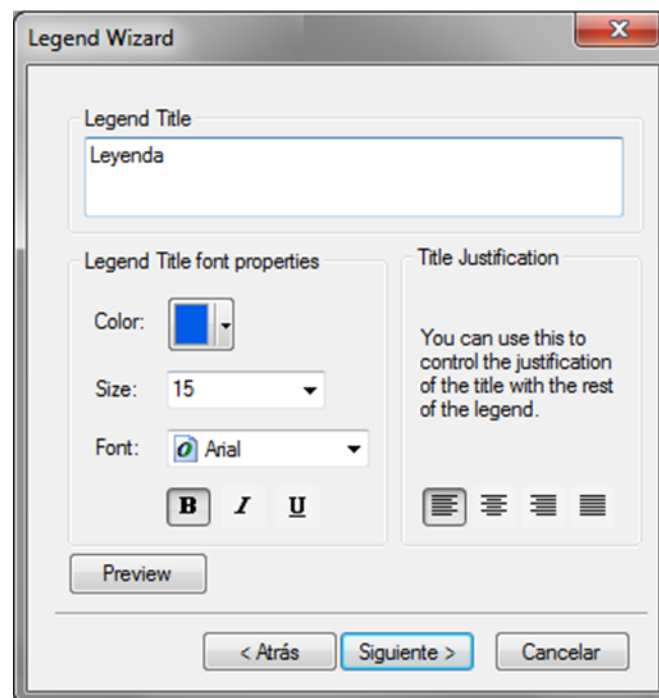 Legend Wizard
Legend Title
Leyenda
Legend Title font properties
Color:
Size: 15
Font: Arial
B I U
Title Justification
You can use this to
control the justification
of the title with the rest
of the legend.
Preview
< Atrás Siguiente > Cancelar